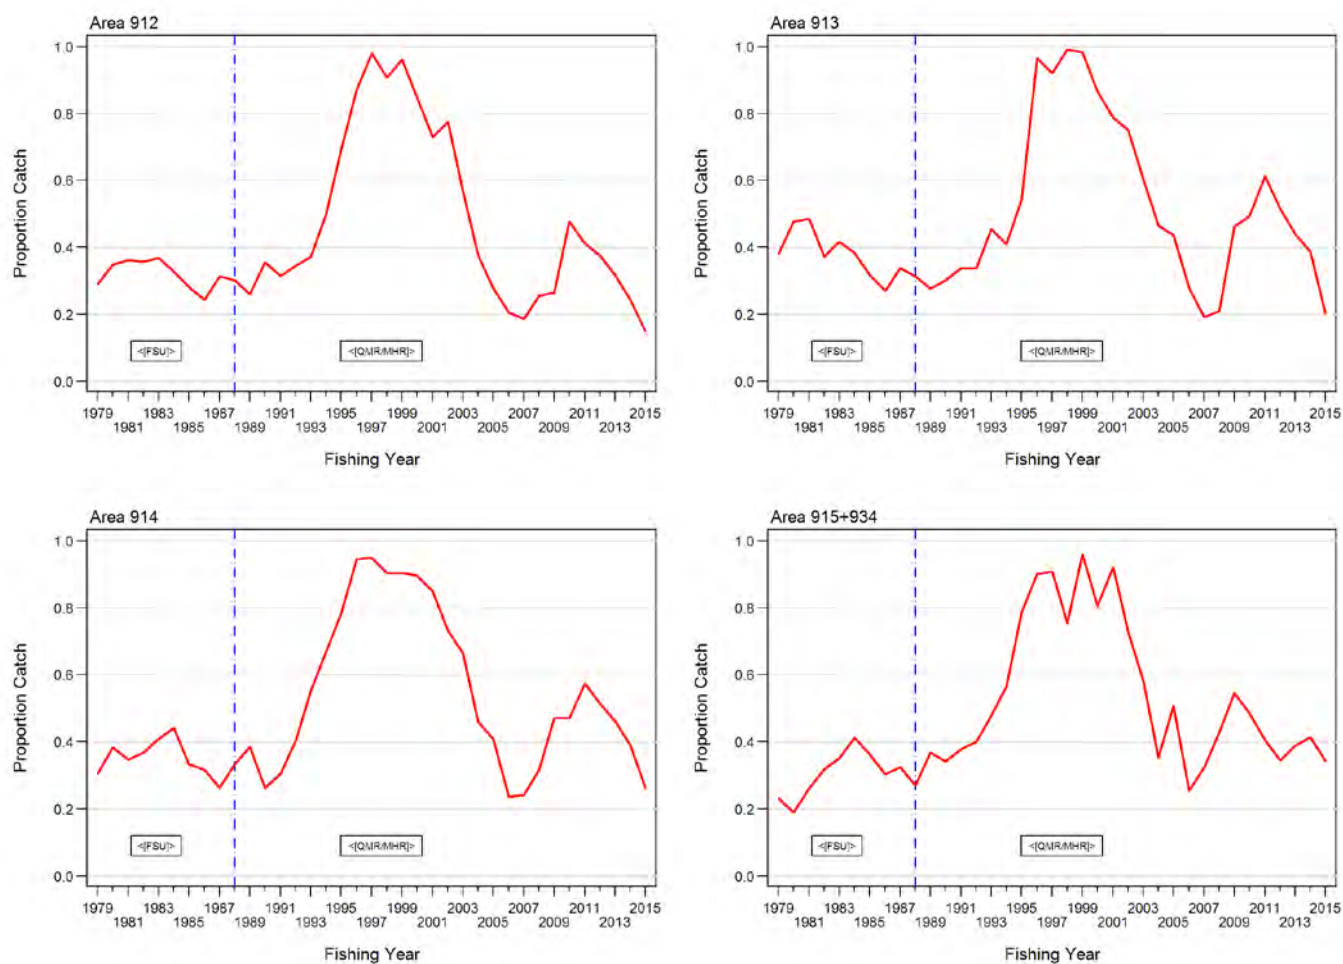 Area 912
1.0
0.8
0.6
0.4
0.2
0.0
Proportion Catch
<[FSU]>
<[QMR/MHR]>
1979 1983 1987 1991 1995 1999 2003 2007 2011 2015
1981 1985 1989 1993 1997 2001 2005 2009 2013
Fishing Year
Area 913
1.0
0.8
0.6
0.4
0.2
0.0
Proportion Catch
<[FSU]>
<[QMR/MHR]>
1979 1983 1987 1991 1995 1999 2003 2007 2011 2015
1981 1985 1989 1993 1997 2001 2005 2009 2013
Fishing Year
Area 914
1.0
0.8
0.6
0.4
0.2
0.0
Proportion Catch
<[FSU]>
<[QMR/MHR]>
1979 1983 1987 1991 1995 1999 2003 2007 2011 2015
1981 1985 1989 1993 1997 2001 2005 2009 2013
Fishing Year
Area 915+934
1.0
0.8
0.6
0.4
0.2
0.0
Proportion Catch
<[FSU]>
<[QMR/MHR]>
1979 1983 1987 1991 1995 1999 2003 2007 2011 2015
1981 1985 1989 1993 1997 2001 2005 2009 2013
Fishing Year